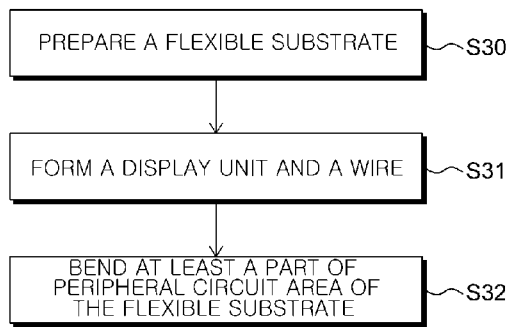 PREPARE A FLEXIBLE SUBSTRATE
S30
FORM A DISPLAY UNIT AND A WIRE
S31
BEND AT LEAST A PART OF
PERIPHERAL CIRCUIT AREA OF
THE FLEXIBLE SUBSTRATE
S32